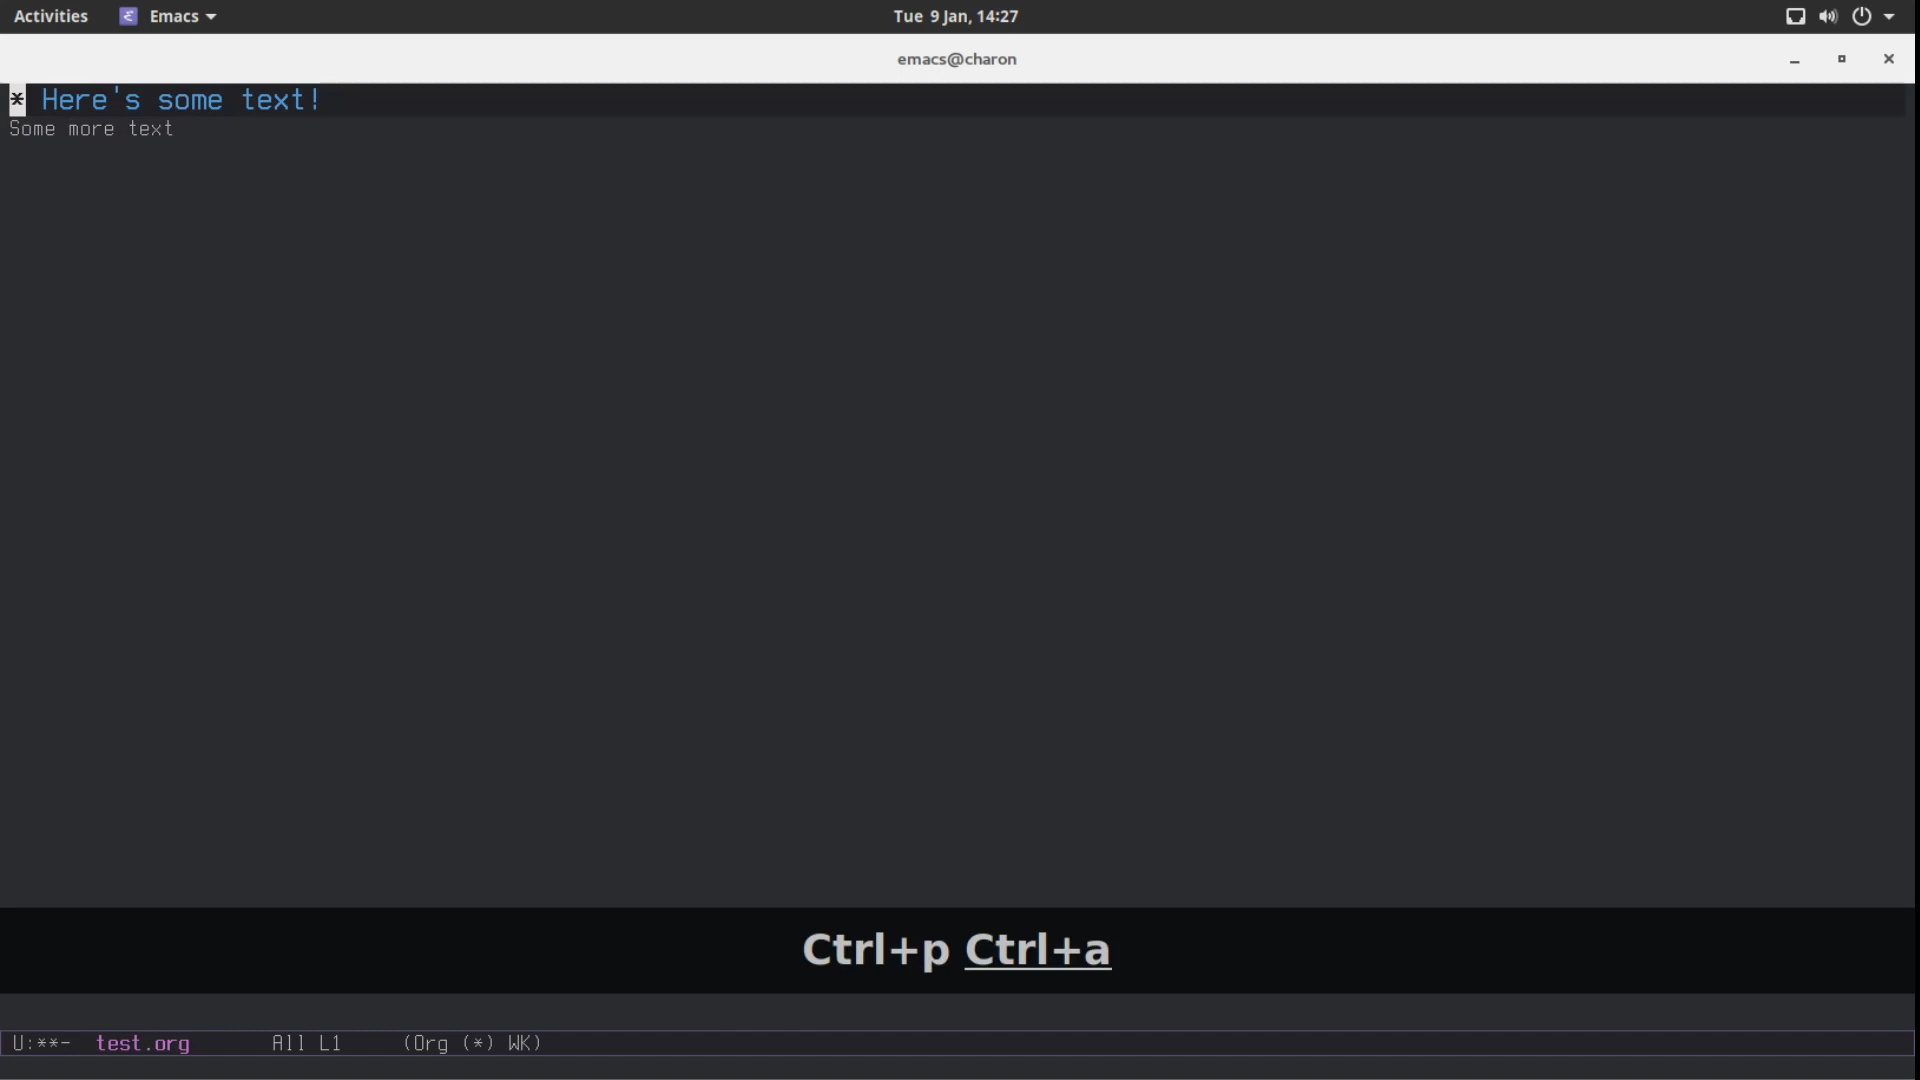 Activities Emacs Tue 9 Jan, 14:27
emacs@charon
* Here's some text!
Some more text
Ctrl+p Ctrl+a
U:**- test.org All L1 (Org (*) WK)